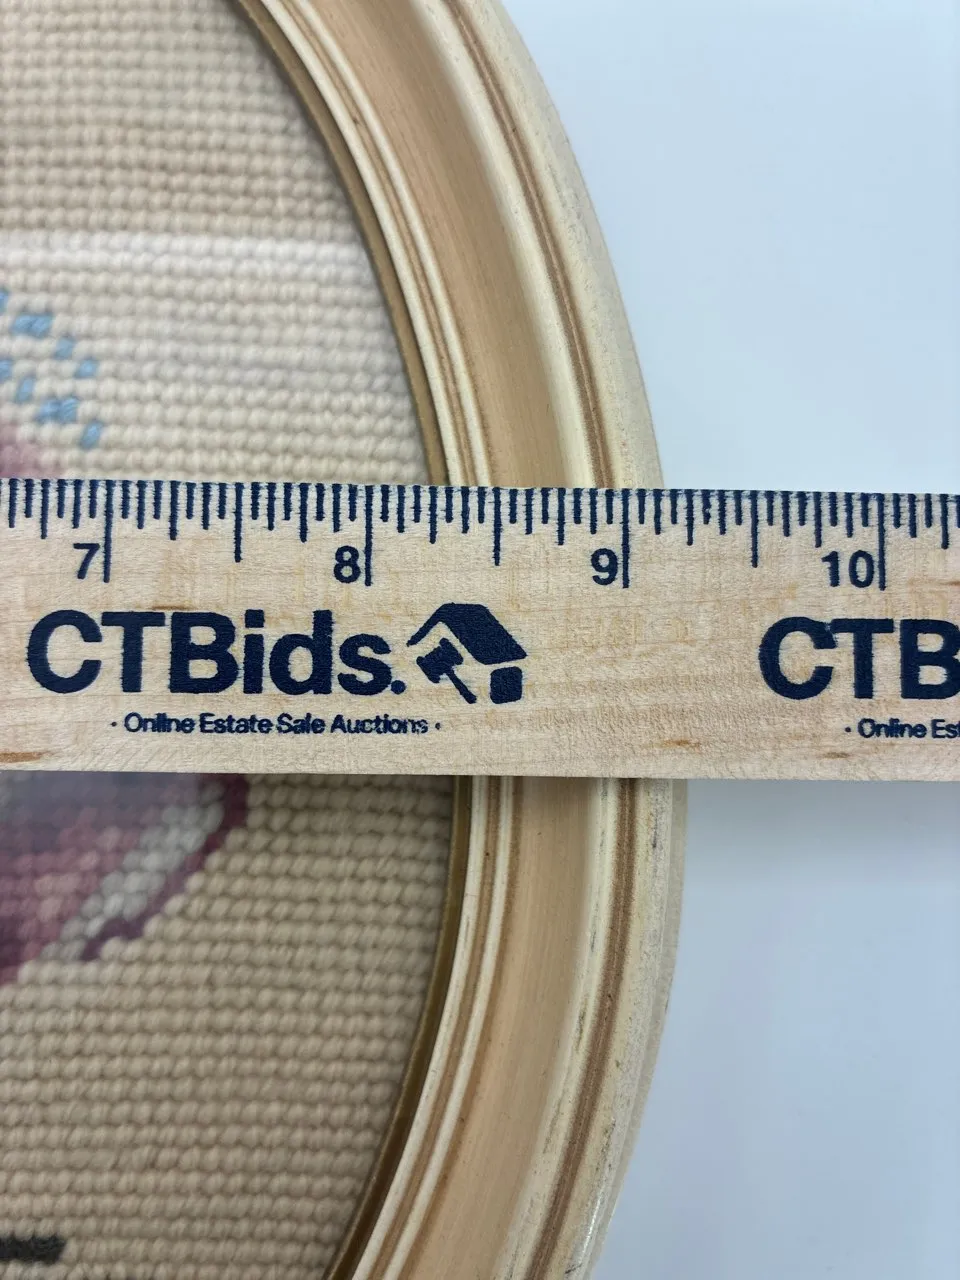 7 8 9 10
CTBids. CTB
· Online Estate Sale Auctions · · Online Est